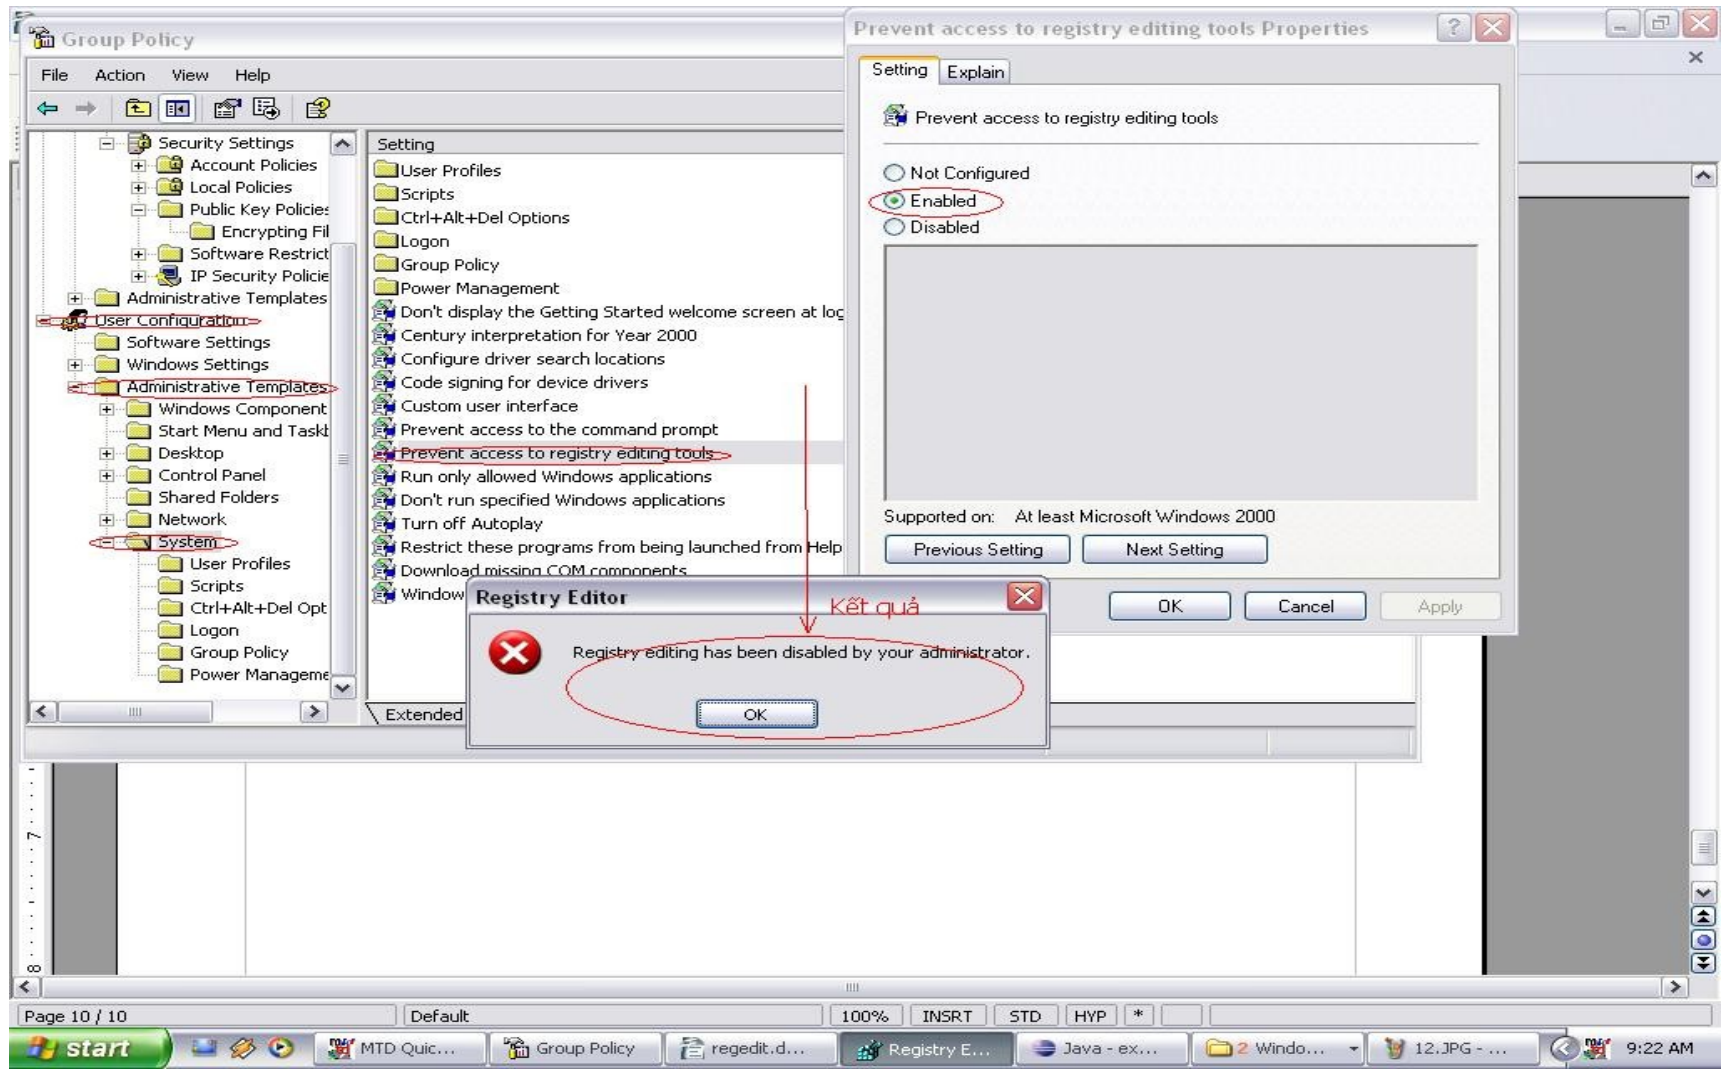 Group Policy
File Action View Help
Security Settings
Account Policies
Local Policies
Public Key Policies
Encrypting Fil
Software Restrict
IP Security Policie
Administrative Templates
User Configuration
Software Settings
Windows Settings
Administrative Templates
Windows Component
Start Menu and Taskb
Desktop
Control Panel
Shared Folders
Network
System
User Profiles
Scripts
Ctrl+Alt+Del Opt
Logon
Group Policy
Power Manageme
Setting
User Profiles
Scripts
Ctrl+Alt+Del Options
Logon
Group Policy
Power Management
Don't display the Getting Started welcome screen at log
Century interpretation for Year 2000
Configure driver search locations
Code signing for device drivers
Custom user interface
Prevent access to the command prompt
Prevent access to registry editing tools
Run only allowed Windows applications
Don't run specified Windows applications
Turn off Autoplay
Restrict these programs from being launched from Help
Download missing COM components
Window
Extended
Prevent access to registry editing tools Properties
Setting Explain
Prevent access to registry editing tools
Not Configured
Enabled
Disabled
Supported on: At least Microsoft Windows 2000
Previous Setting Next Setting
OK Cancel Apply
Registry Editor
Kết quả
Registry editing has been disabled by your administrator.
OK
7
8
Page 10 / 10 Default 100% INSRT STD HYP *
start MTD Quic... Group Policy regedit.d... Registry E... Java - ex... 2 Windo... 12.JPG - ... 9:22 AM